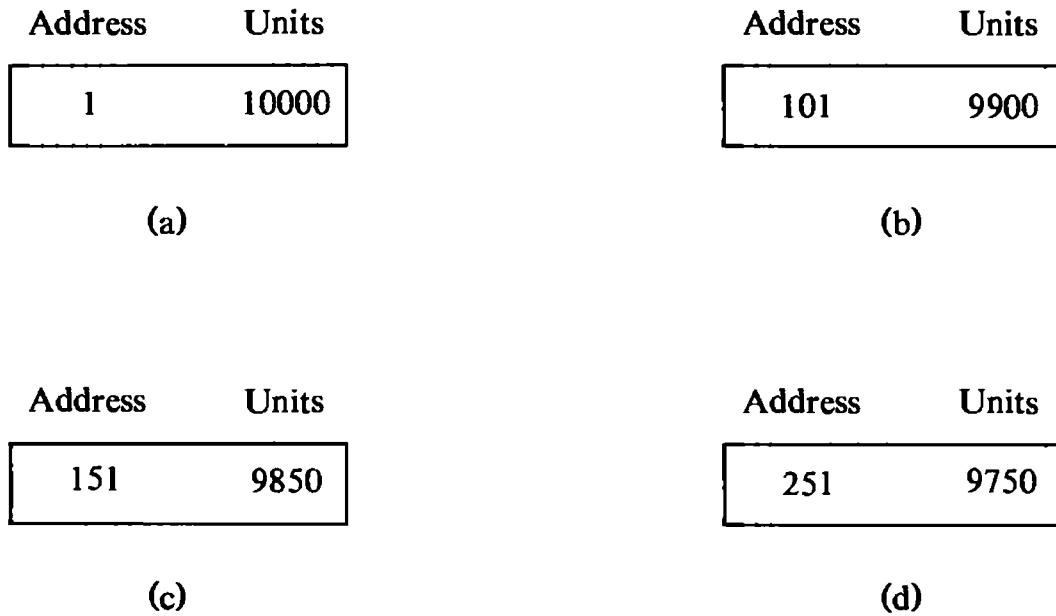 Address Units
1 10000
(a)
Address Units
101 9900
(b)
Address Units
151 9850
(c)
Address Units
251 9750
(d)